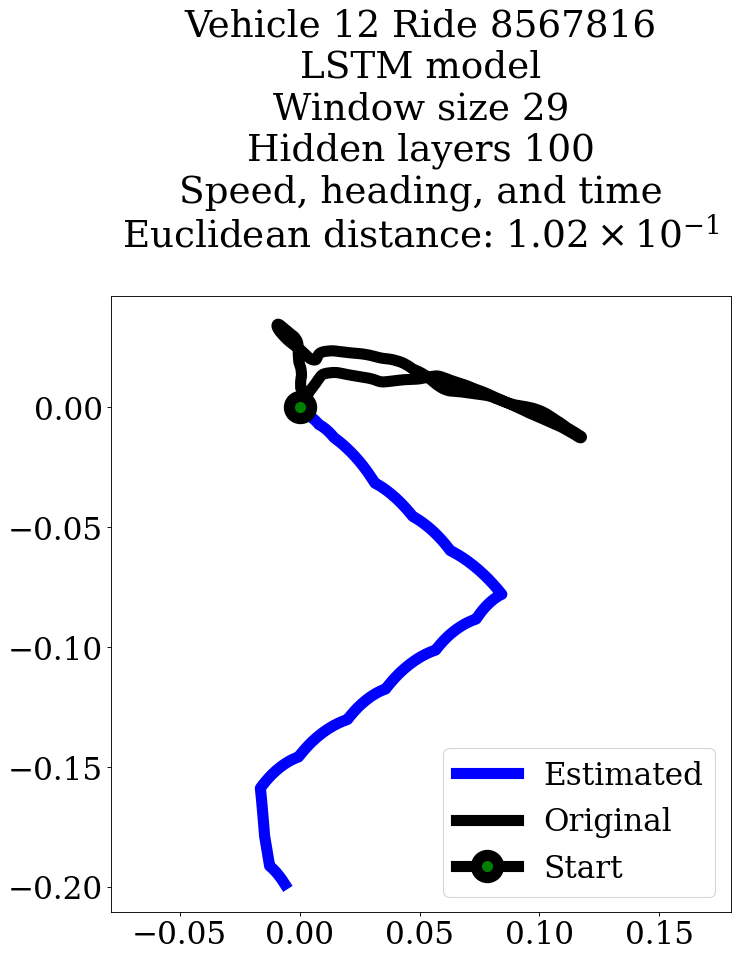 Vehicle 12 Ride 8567816
LSTM model
Window size 29
Hidden layers 100
Speed, heading, and time
Euclidean distance: 1.02 × 10⁻¹
0.00
−0.05
−0.10
−0.15
−0.20
Estimated
Original
Start
−0.05 0.00 0.05 0.10 0.15